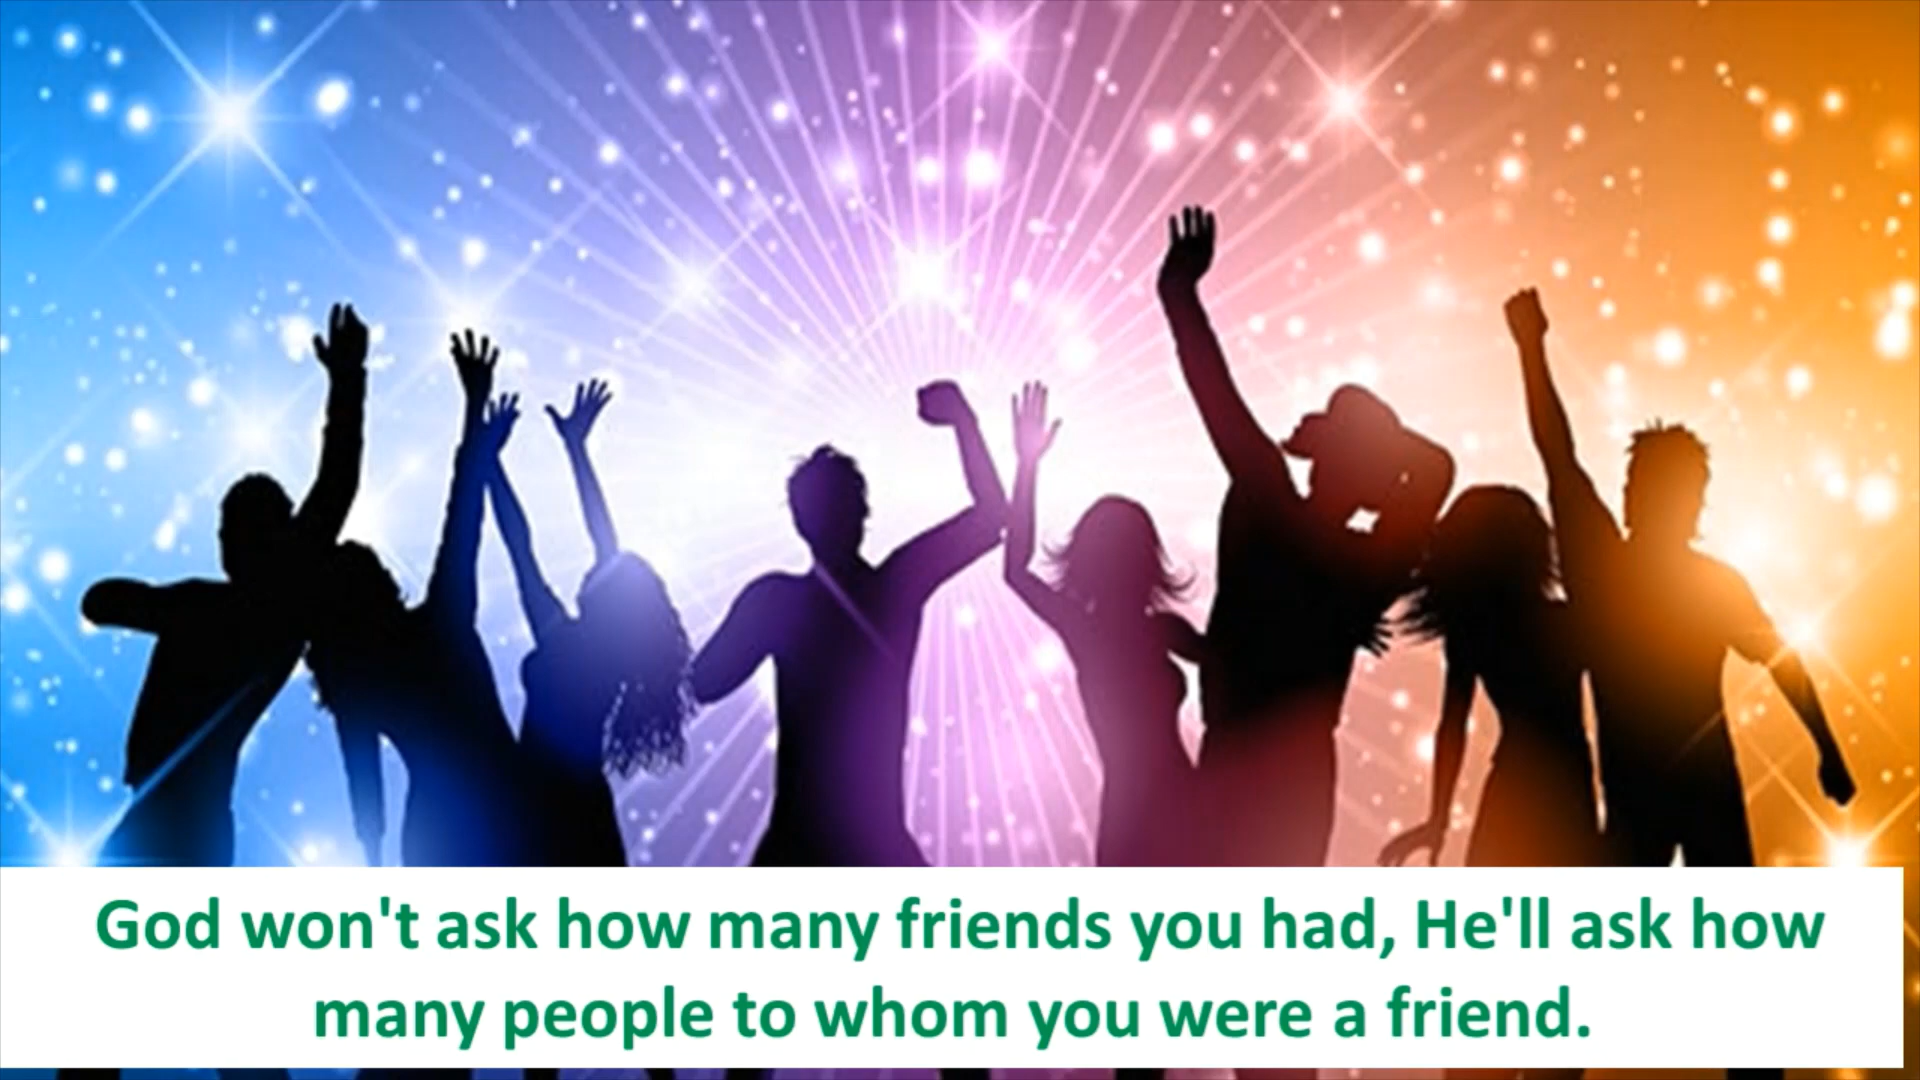 God won't ask how many friends you had, He'll ask how
many people to whom you were a friend.